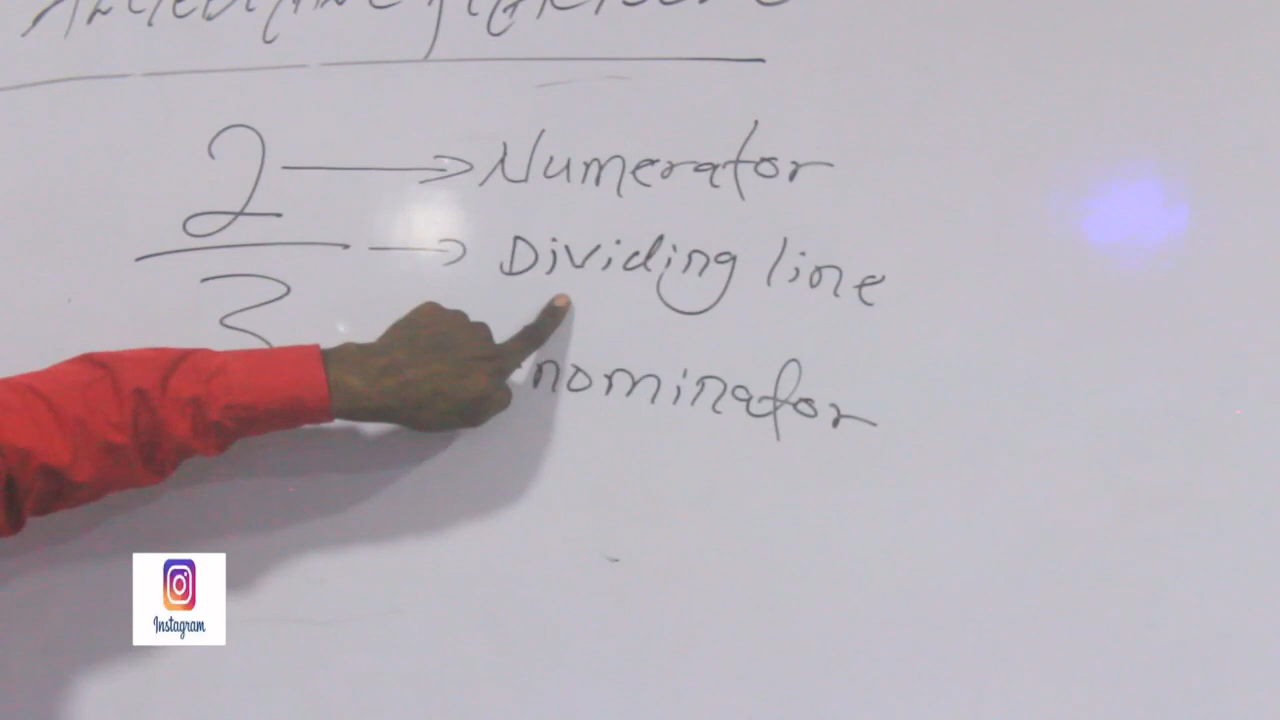 2 → Numerator
→ Dividing line
3
nominator
Instagram